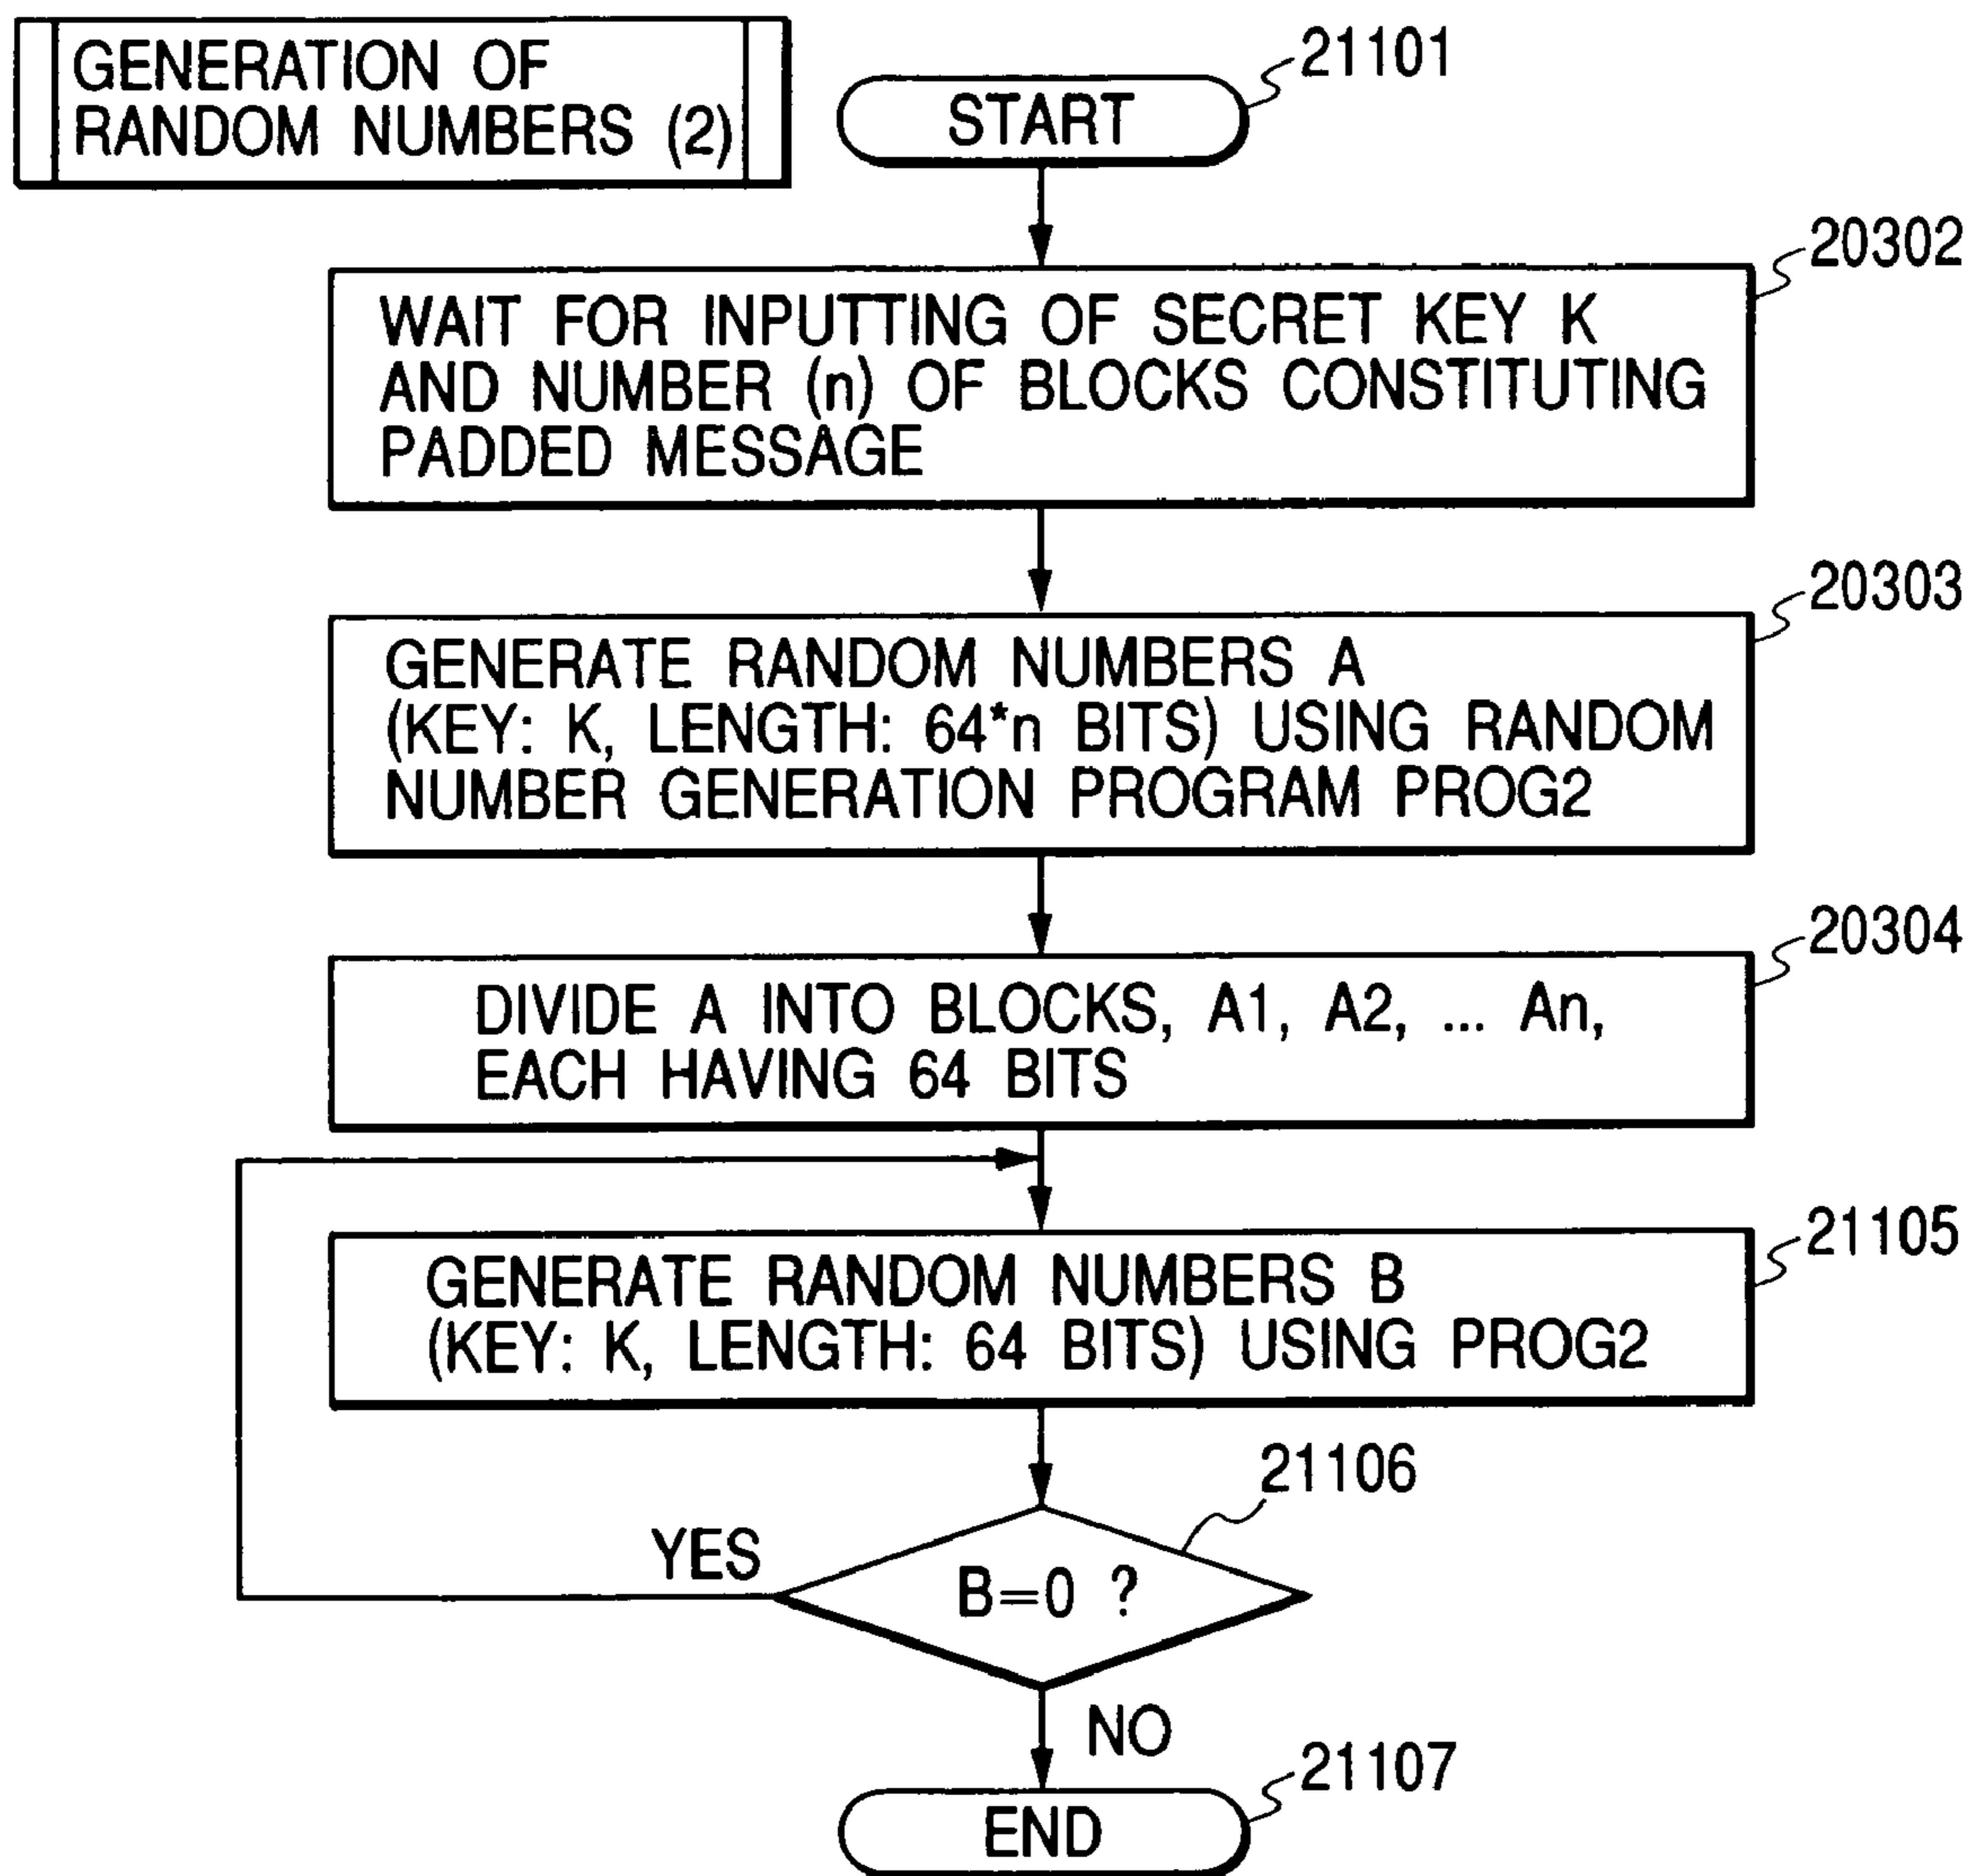 GENERATION OF
RANDOM NUMBERS (2)
START
21101
20302
WAIT FOR INPUTTING OF SECRET KEY K
AND NUMBER (n) OF BLOCKS CONSTITUTING
PADDED MESSAGE
20303
GENERATE RANDOM NUMBERS A
(KEY: K, LENGTH: 64*n BITS) USING RANDOM
NUMBER GENERATION PROGRAM PROG2
20304
DIVIDE A INTO BLOCKS, A1, A2, ... An,
EACH HAVING 64 BITS
21105
GENERATE RANDOM NUMBERS B
(KEY: K, LENGTH: 64 BITS) USING PROG2
21106
YES
B=0 ?
NO
21107
END